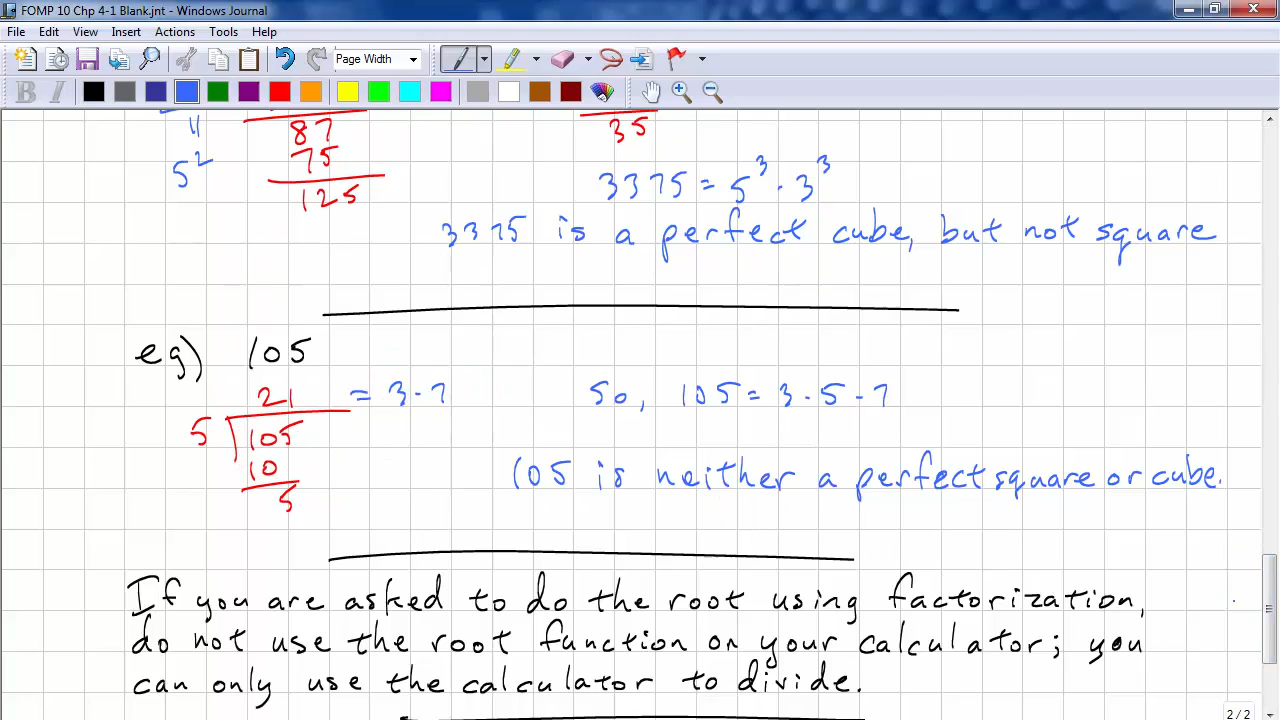 FOMP 10 Chp 4-1 Blank.jnt - Windows Journal
File Edit View Insert Actions Tools Help
Page Width
B I
87
75
125
35
5²
3375 = 5³ · 3³
3375 is a perfect cube, but not square
eg) 105
21 = 3·7 So, 105 = 3·5·7
5 105
10
5
105 is neither a perfect square or cube.
If you are asked to do the root using factorization,
do not use the root function on your calculator; you
can only use the calculator to divide.
2/2